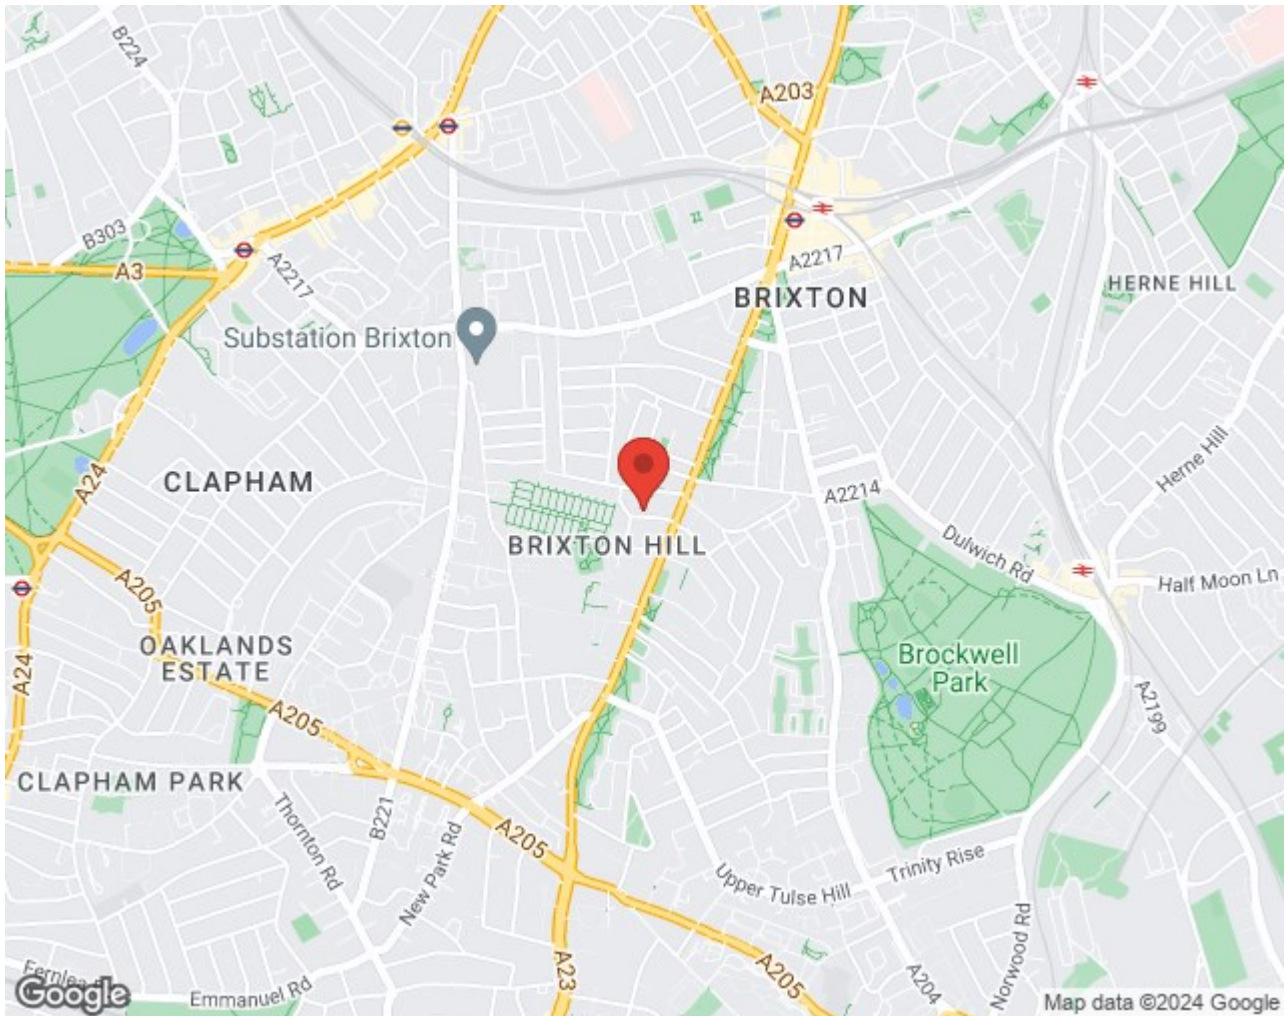 B224
A203
B303
A3
A2217
A2217
HERNE HILL
BRIXTON
Substation Brixton
CLAPHAM
A24
A2214
Herne Hill
BRIXTON HILL
Dulwich Rd
Half Moon Ln
A205
OAKLANDS
ESTATE
A24
Brockwell
Park
A205
A2199
CLAPHAM PARK
Thornton Rd
B221
New Park Rd
A205
Upper Tulse Hill
Trinity Rise
A23
A205
A204
Norwood Rd
Fernlea
Emmanuel Rd
Google
Map data ©2024 Google